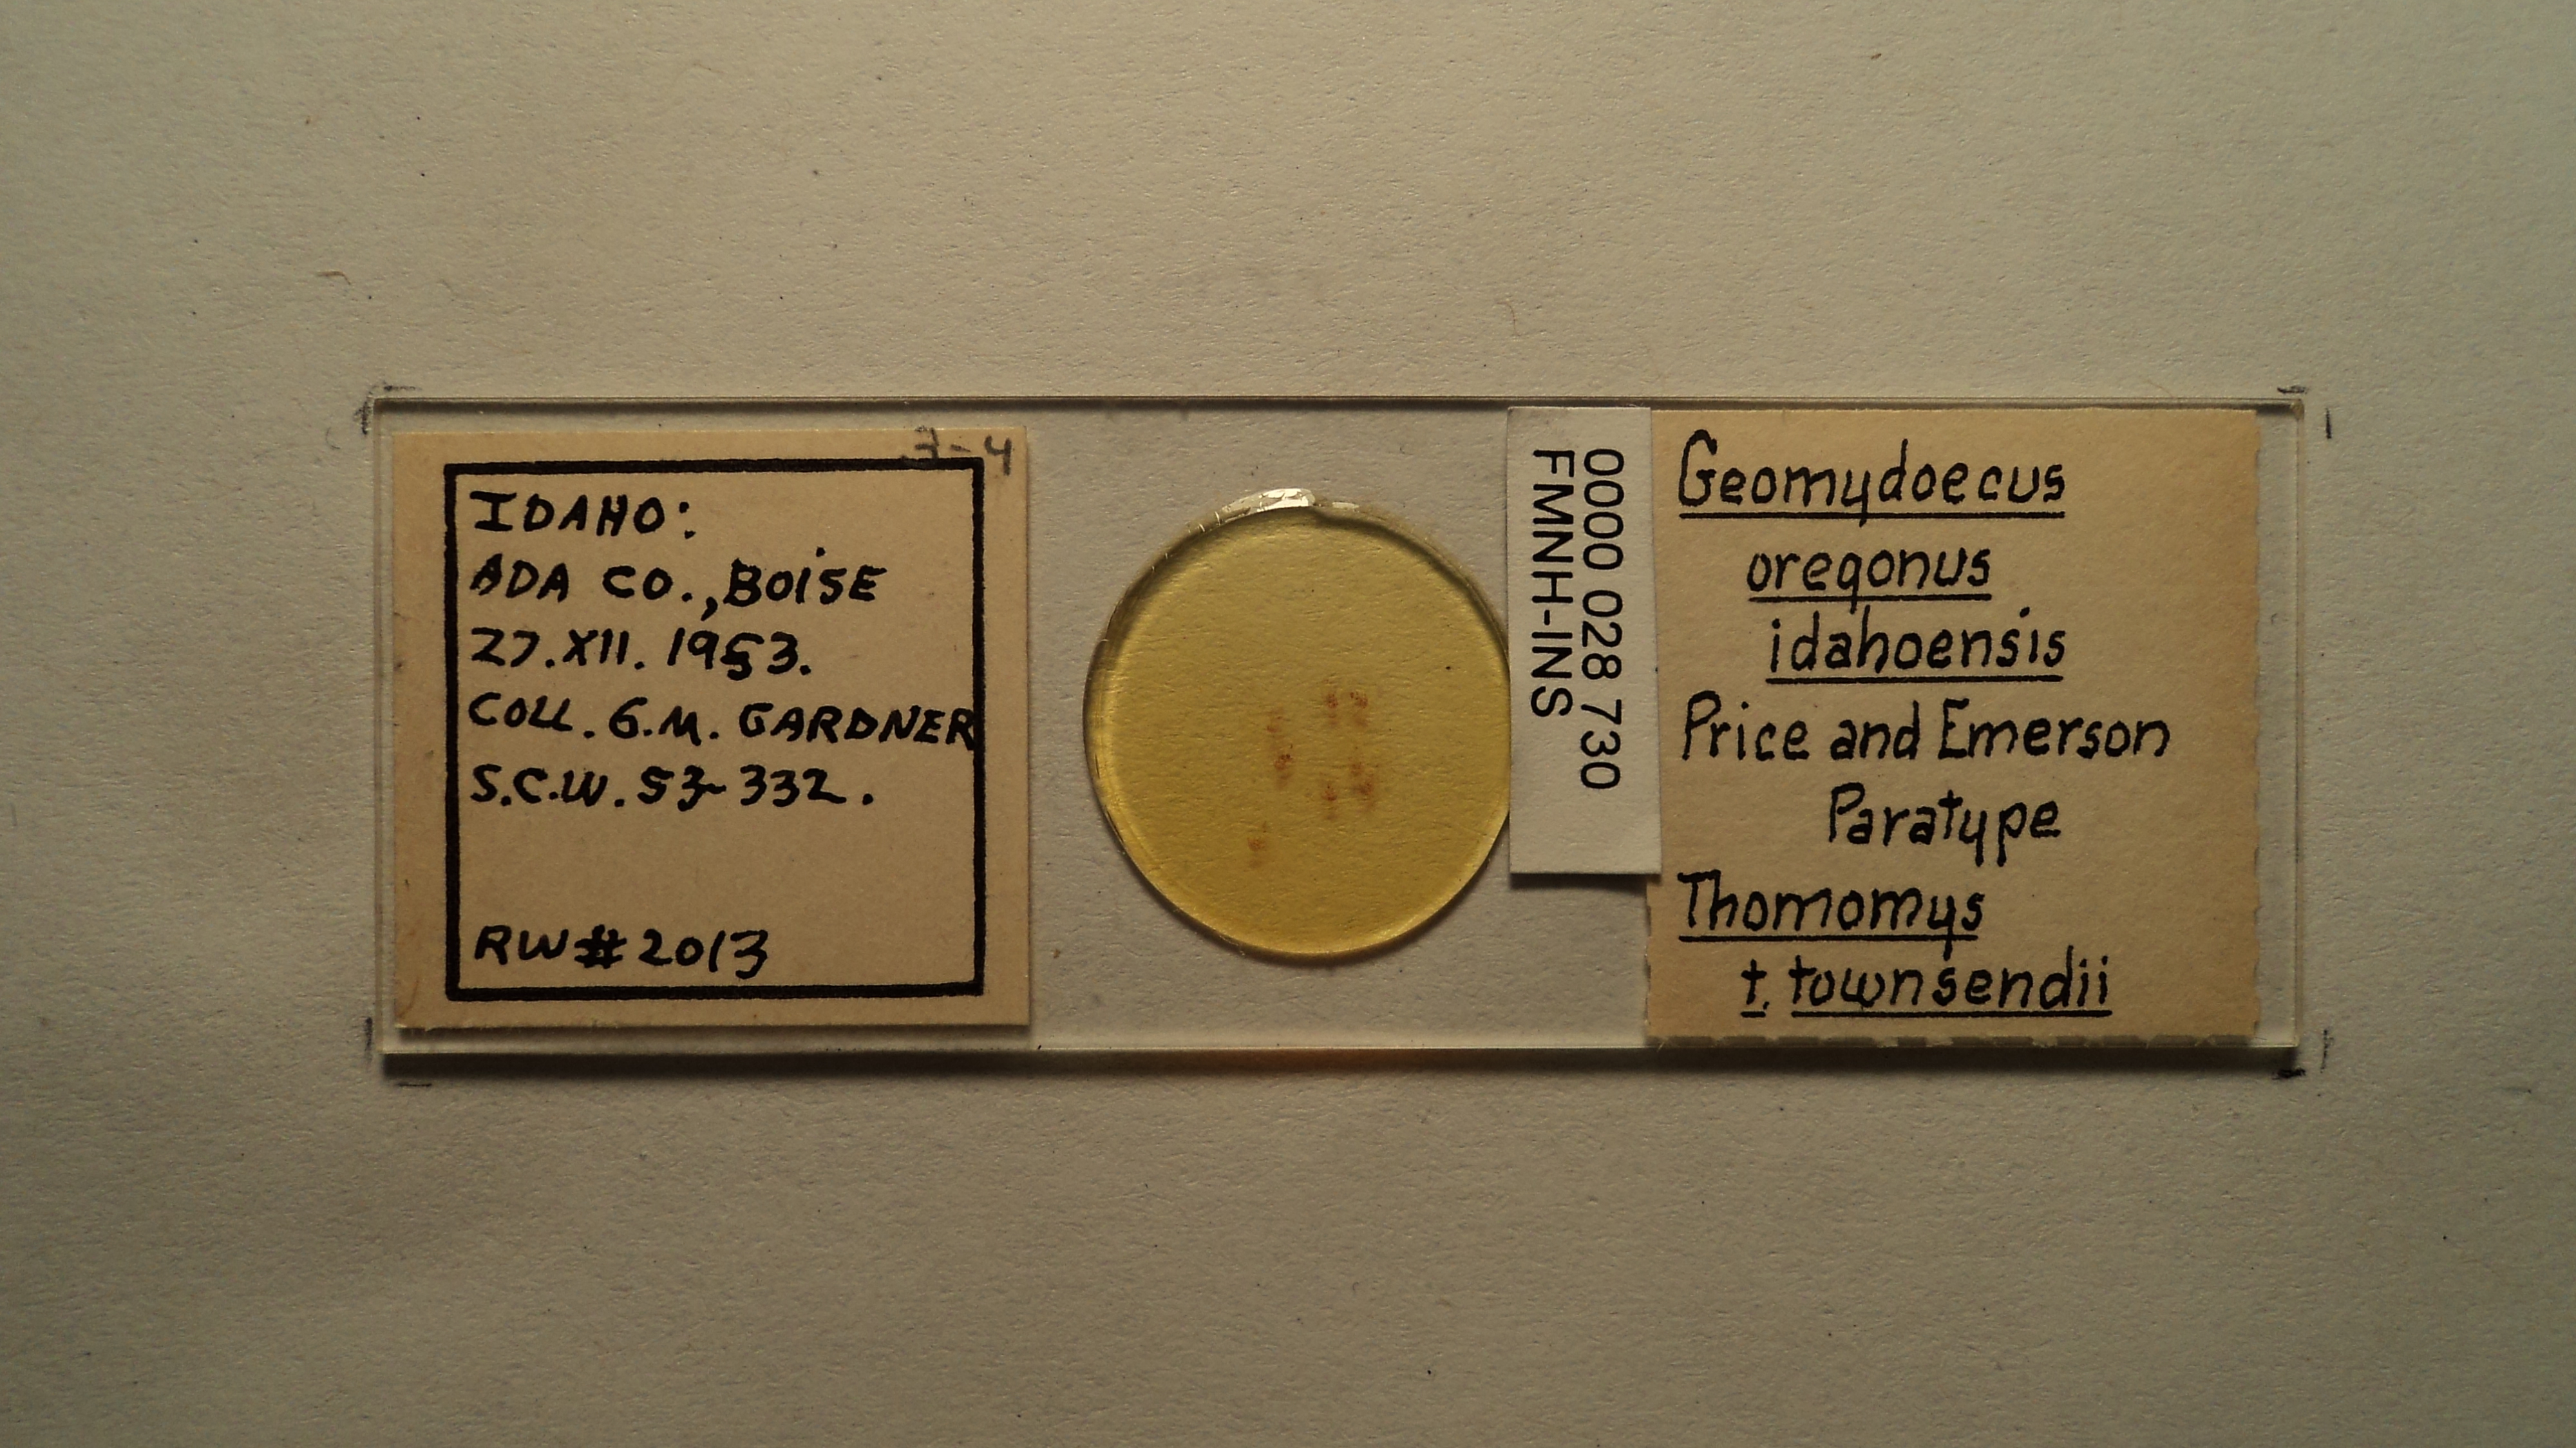 3-4
IDAHO:
ADA CO., BOISE
27.XII.1953.
COLL. G.M. GARDNER
S.C.W. 53-332.
RW# 2013
0000 028 730
FMNH-INS
Geomydoecus
oregonus
idahoensis
Price and Emerson
Paratype
Thomomys
t. townsendii